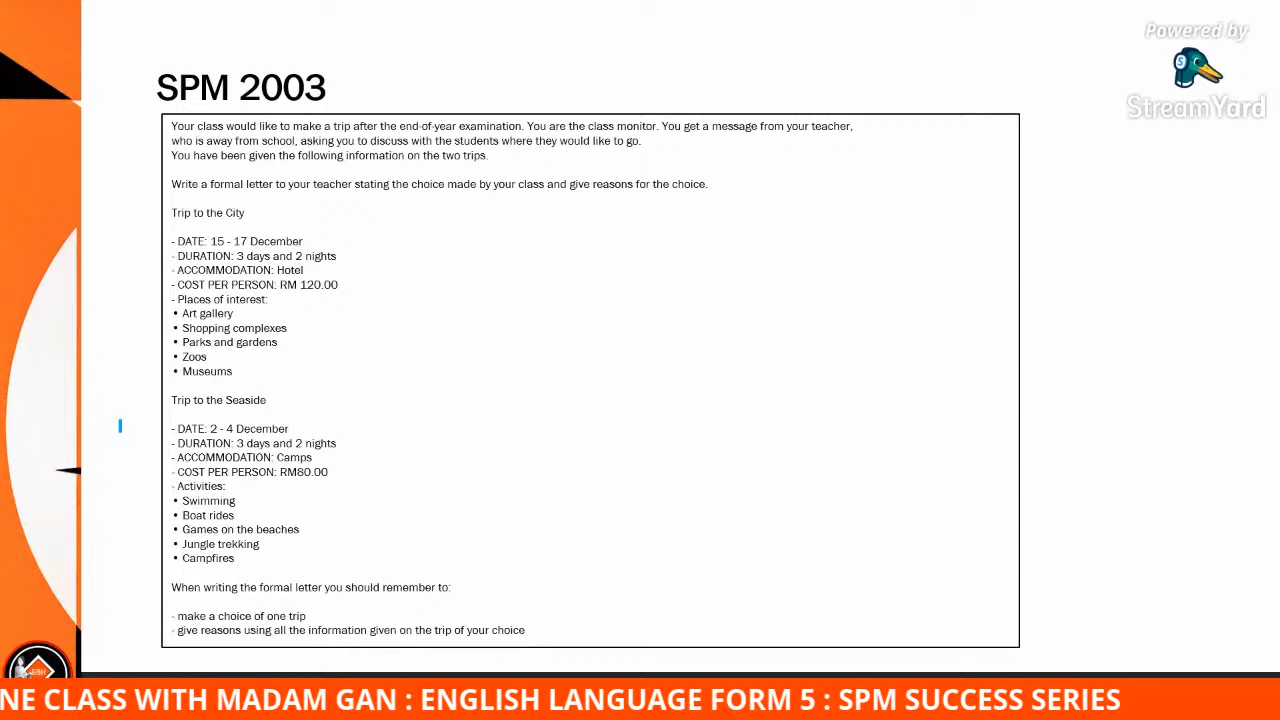 Powered by
StreamYard
SPM 2003
Your class would like to make a trip after the end-of-year examination. You are the class monitor. You get a message from your teacher,
who is away from school, asking you to discuss with the students where they would like to go.
You have been given the following information on the two trips.
Write a formal letter to your teacher stating the choice made by your class and give reasons for the choice.
Trip to the City
- DATE: 15 - 17 December
- DURATION: 3 days and 2 nights
- ACCOMMODATION: Hotel
- COST PER PERSON: RM 120.00
- Places of interest:
• Art gallery
• Shopping complexes
• Parks and gardens
• Zoos
• Museums
Trip to the Seaside
- DATE: 2 - 4 December
- DURATION: 3 days and 2 nights
- ACCOMMODATION: Camps
- COST PER PERSON: RM80.00
- Activities:
• Swimming
• Boat rides
• Games on the beaches
• Jungle trekking
• Campfires
When writing the formal letter you should remember to:
- make a choice of one trip
- give reasons using all the information given on the trip of your choice
NE CLASS WITH MADAM GAN : ENGLISH LANGUAGE FORM 5 : SPM SUCCESS SERIES